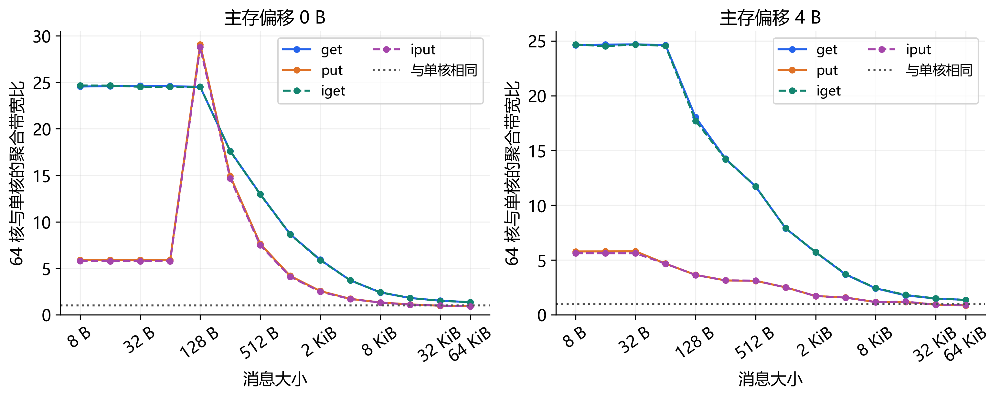 主存偏移 0 B
64 核与单核的聚合带宽比
30
25
20
15
10
5
0
get
put
iget
iput
与单核相同
8 B
32 B
128 B
512 B
2 KiB
8 KiB
32 KiB
64 KiB
消息大小
主存偏移 4 B
64 核与单核的聚合带宽比
25
20
15
10
5
0
get
put
iget
iput
与单核相同
8 B
32 B
128 B
512 B
2 KiB
8 KiB
32 KiB
64 KiB
消息大小